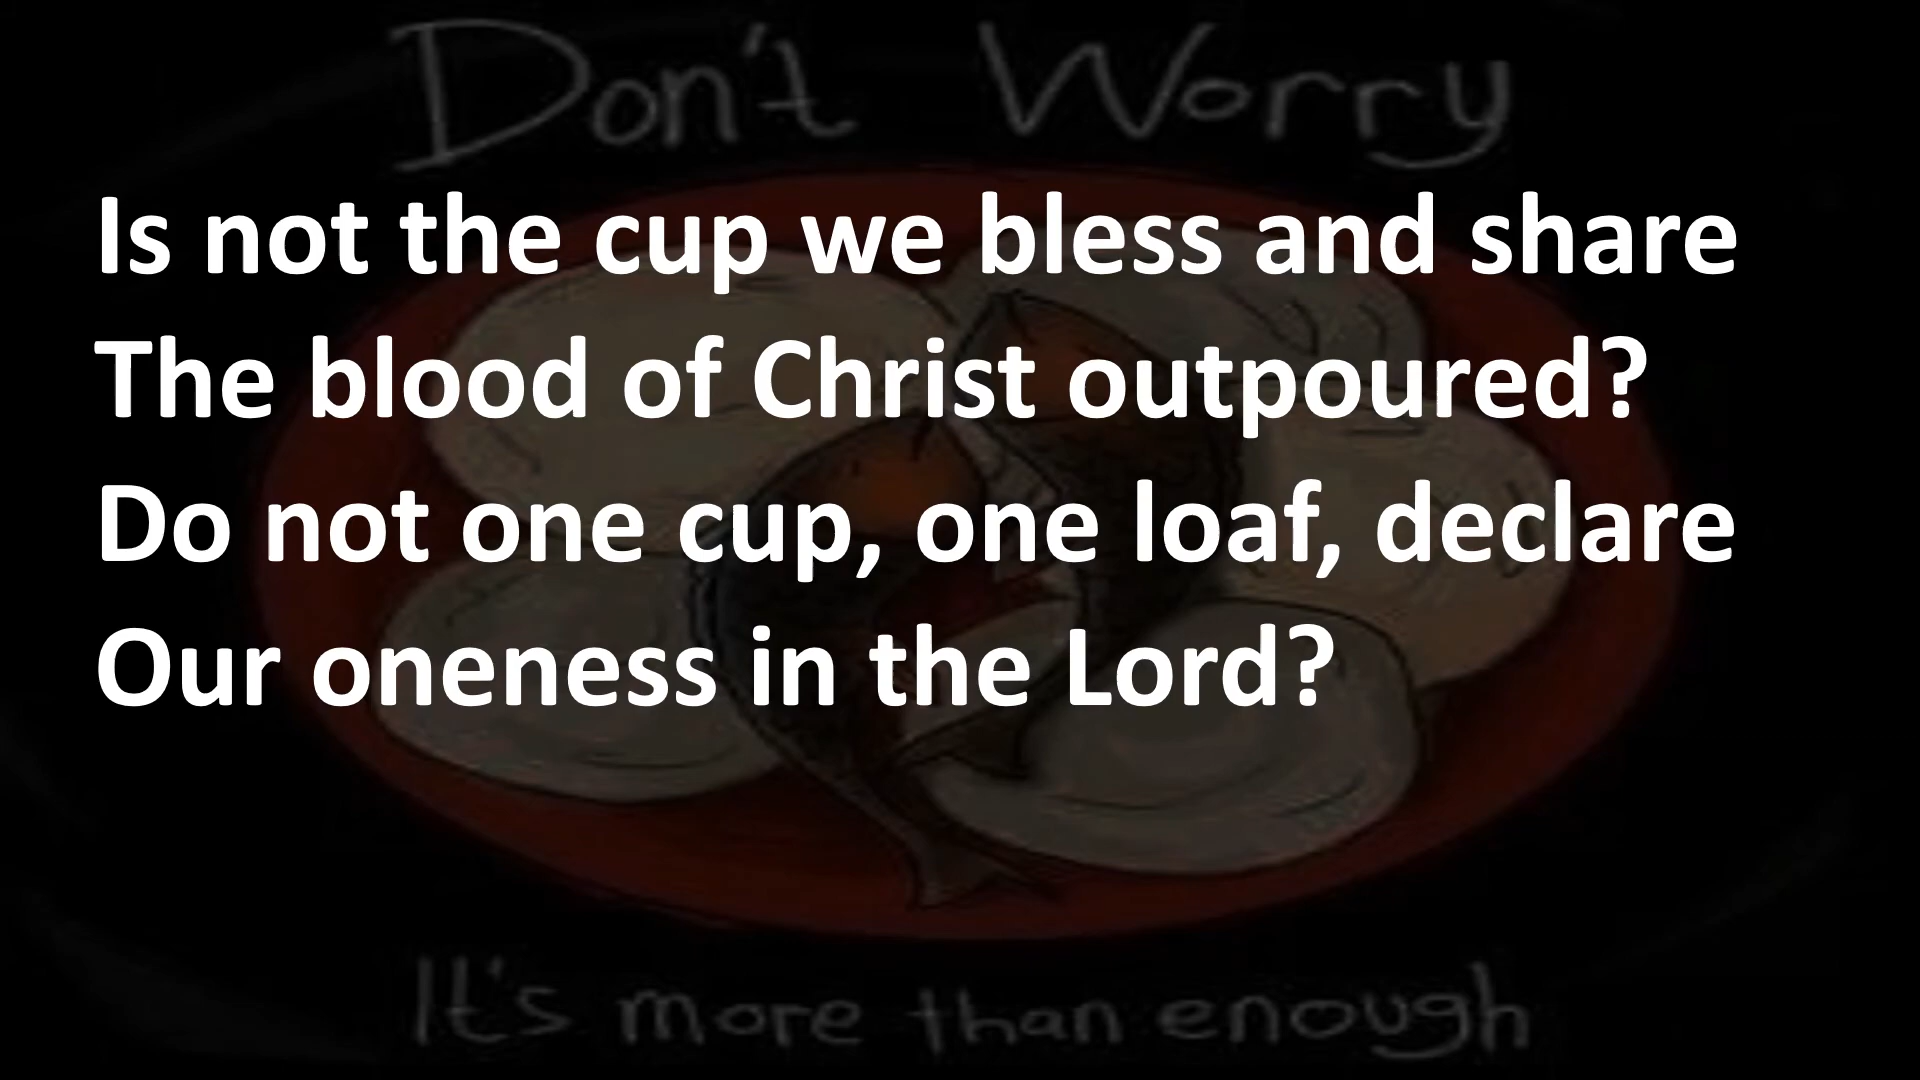 Don't Worry
Is not the cup we bless and share
The blood of Christ outpoured?
Do not one cup, one loaf, declare
Our oneness in the Lord?
It's more than enough